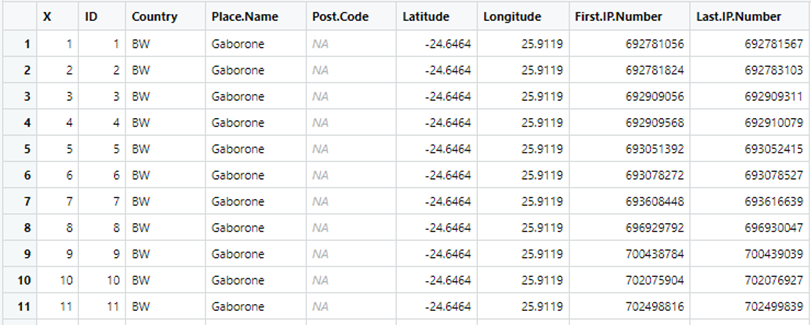 X ID Country Place.Name Post.Code Latitude Longitude First.IP.Number Last.IP.Number
1 1 1 BW Gaborone NA -24.6464 25.9119 692781056 692781567
2 2 2 BW Gaborone NA -24.6464 25.9119 692781824 692783103
3 3 3 BW Gaborone NA -24.6464 25.9119 692909056 692909311
4 4 4 BW Gaborone NA -24.6464 25.9119 692909568 692910079
5 5 5 BW Gaborone NA -24.6464 25.9119 693051392 693052415
6 6 6 BW Gaborone NA -24.6464 25.9119 693078272 693078527
7 7 7 BW Gaborone NA -24.6464 25.9119 693608448 693616639
8 8 8 BW Gaborone NA -24.6464 25.9119 696929792 696930047
9 9 9 BW Gaborone NA -24.6464 25.9119 700438784 700439039
10 10 10 BW Gaborone NA -24.6464 25.9119 702075904 702076927
11 11 11 BW Gaborone NA -24.6464 25.9119 702498816 702499839